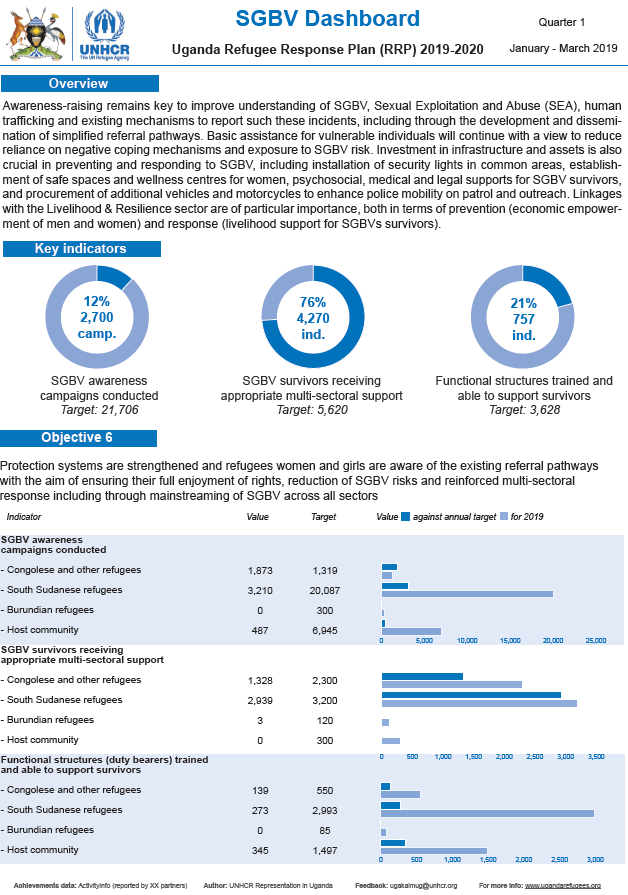 SGBV Dashboard
Uganda Refugee Response Plan (RRP) 2019-2020
Quarter 1
January - March 2019
UNHCR
The UN Refugee Agency
Overview
Awareness-raising remains key to improve understanding of SGBV, Sexual Exploitation and Abuse (SEA), human
trafficking and existing mechanisms to report such these incidents, including through the development and dissemi-
nation of simplified referral pathways. Basic assistance for vulnerable individuals will continue with a view to reduce
reliance on negative coping mechanisms and exposure to SGBV risk. Investment in infrastructure and assets is also
crucial in preventing and responding to SGBV, including installation of security lights in common areas, establish-
ment of safe spaces and wellness centres for women, psychosocial, medical and legal supports for SGBV survivors,
and procurement of additional vehicles and motorcycles to enhance police mobility on patrol and outreach. Linkages
with the Livelihood & Resilience sector are of particular importance, both in terms of prevention (economic empower-
ment of men and women) and response (livelihood support for SGBVs survivors).
Key indicators
12%
2,700
camp.
SGBV awareness
campaigns conducted
Target: 21,706
76%
4,270
ind.
SGBV survivors receiving
appropriate multi-sectoral support
Target: 5,620
21%
757
ind.
Functional structures trained and
able to support survivors
Target: 3,628
Objective 6
Protection systems are strengthened and refugees women and girls are aware of the existing referral pathways
with the aim of ensuring their full enjoyment of rights, reduction of SGBV risks and reinforced multi-sectoral
response including through mainstreaming of SGBV across all sectors
Indicator Value Target Value against annual target for 2019
SGBV awareness
campaigns conducted
- Congolese and other refugees 1,873 1,319
- South Sudanese refugees 3,210 20,087
- Burundian refugees 0 300
- Host community 487 6,945
0 5,000 10,000 15,000 20,000 25,000
SGBV survivors receiving
appropriate multi-sectoral support
- Congolese and other refugees 1,328 2,300
- South Sudanese refugees 2,939 3,200
- Burundian refugees 3 120
- Host community 0 300
0 500 1,000 1,500 2,000 2,500 3,000 3,500
Functional structures (duty bearers) trained
and able to support survivors
- Congolese and other refugees 139 550
- South Sudanese refugees 273 2,993
- Burundian refugees 0 85
- Host community 345 1,497
0 500 1,000 1,500 2,000 2,500 3,000
Achievements data: ActivityInfo (reported by XX partners) Author: UNHCR Representation in Uganda Feedback: ugakaimug@unhcr.org For more info: www.ugandarefugees.org